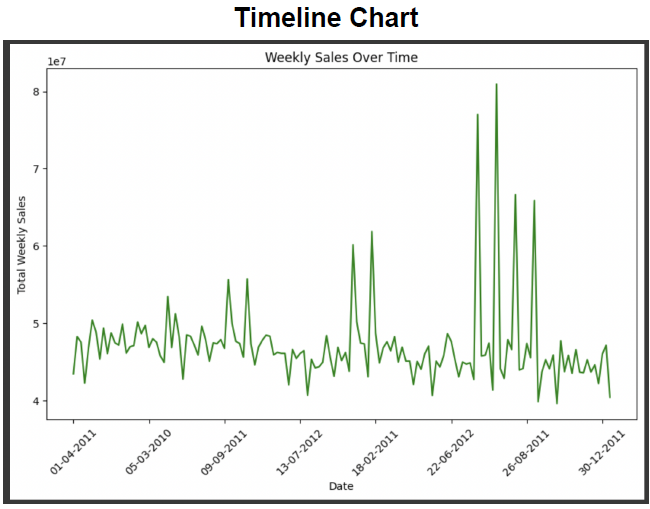 Timeline Chart
Weekly Sales Over Time
1e7
8
7
6
5
4
Total Weekly Sales
01-04-2011
05-03-2010
09-09-2011
13-07-2012
18-02-2011
22-06-2012
26-08-2011
30-12-2011
Date